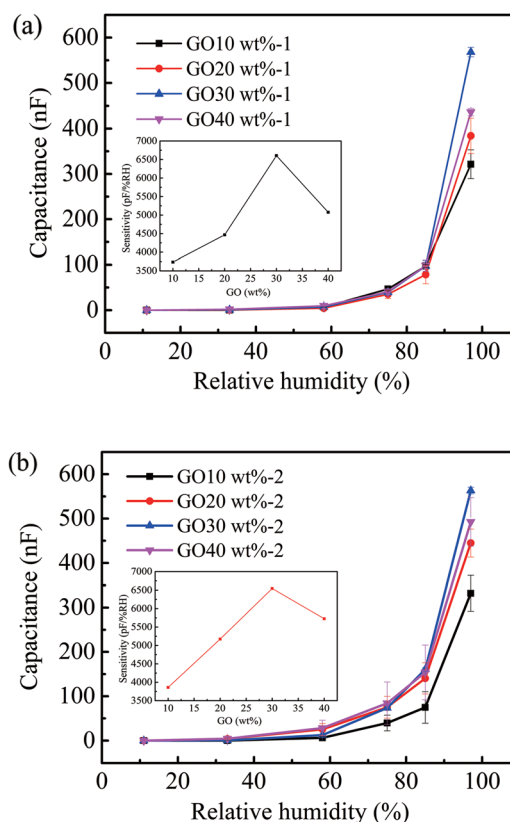 (a)
600
500
400
300
200
100
0
Capacitance (nF)
GO10 wt%-1
GO20 wt%-1
GO30 wt%-1
GO40 wt%-1
7000
6500
6000
5500
5000
4500
4000
3500
Sensitivity (pF/%RH)
10 15 20 25 30 35 40
GO (wt%)
0 20 40 60 80 100
Relative humidity (%)
(b)
600
500
400
300
200
100
0
Capacitance (nF)
GO10 wt%-2
GO20 wt%-2
GO30 wt%-2
GO40 wt%-2
7000
6500
6000
5500
5000
4500
4000
3500
Sensitivity (pF/%RH)
10 15 20 25 30 35 40
GO (wt%)
0 20 40 60 80 100
Relative humidity (%)